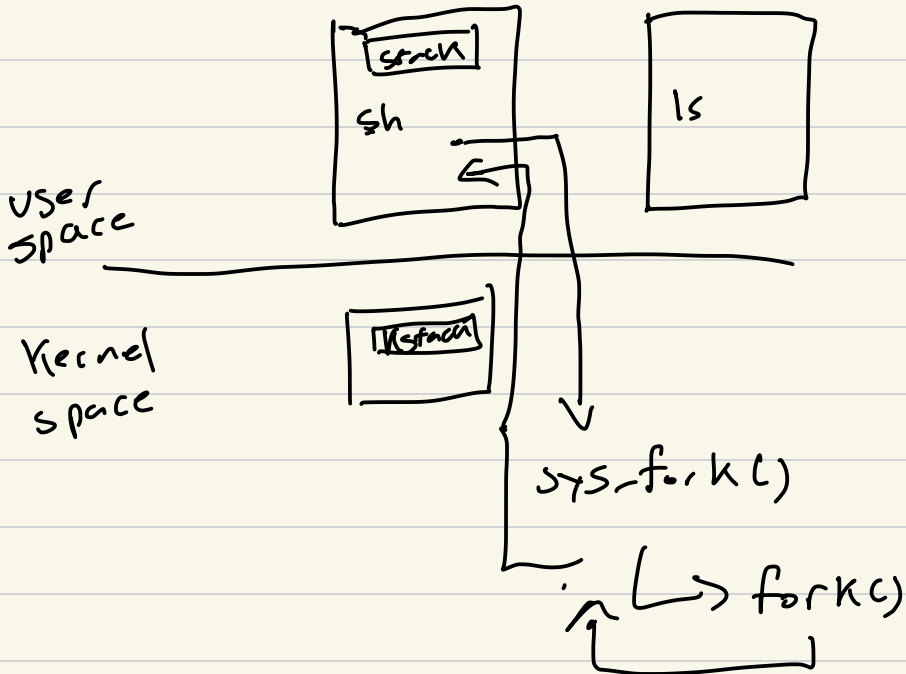 stack
sh
ls
user
space
Kernel
space
Kstack
sys_fork()
fork()